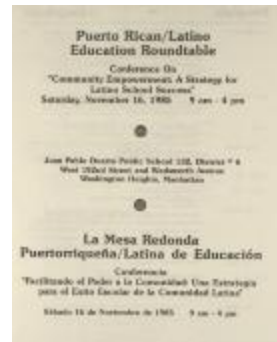 Puerto Rican/Latino
Education Roundtable
Conference On
"Community Empowerment: A Strategy for
Latino School Success"
Saturday, November 16, 1985 9 am - 4 pm
Juan Pablo Duarte Public School 132, District # 6
West 182nd Street and Wadsworth Avenue
Washington Heights, Manhattan
La Mesa Redonda
Puertorriqueña/Latina de Educación
Conferencia
"Facilitando el Poder a la Comunidad: Una Estrategia
para el Exito Escolar de la Comunidad Latina"
Sábado 16 de Noviembre de 1985 9 am - 4 pm